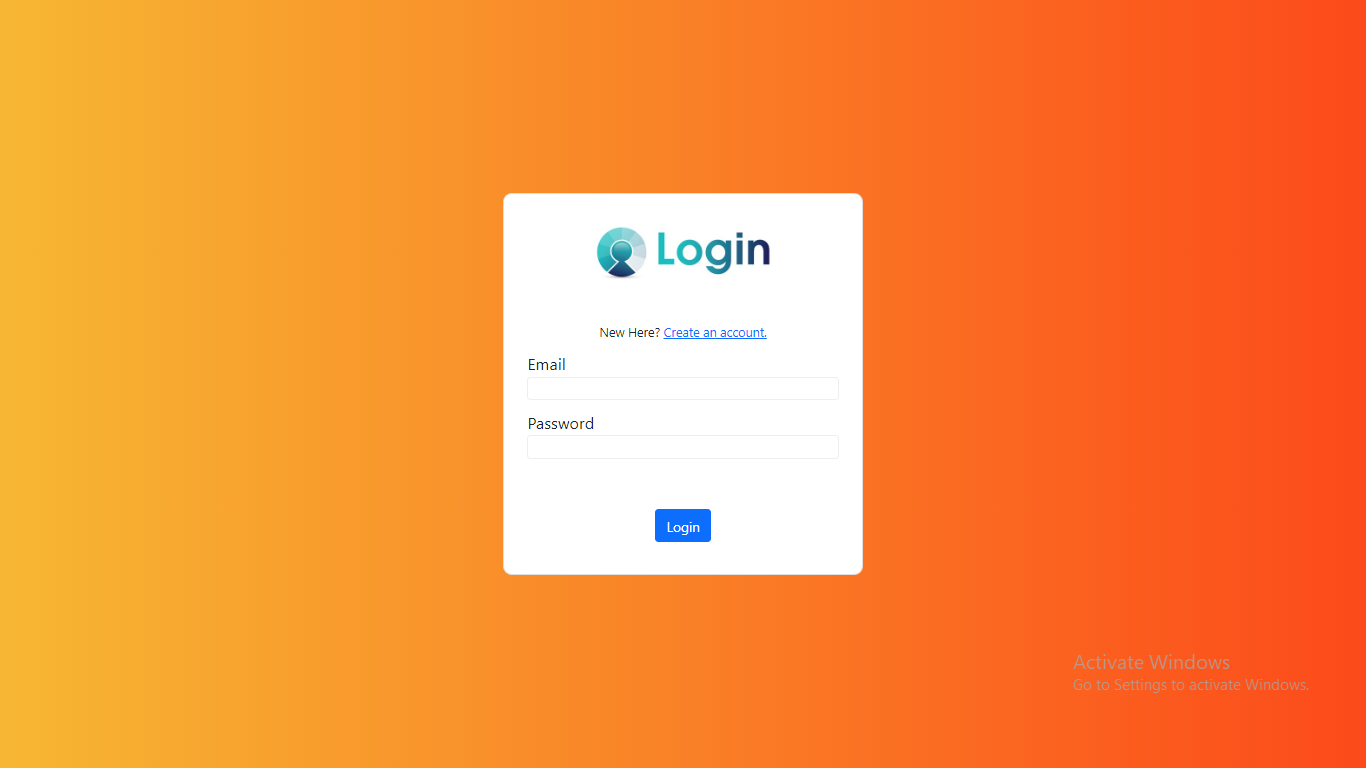 Login
New Here? Create an account.
Email
Password
Login
Activate Windows
Go to Settings to activate Windows.